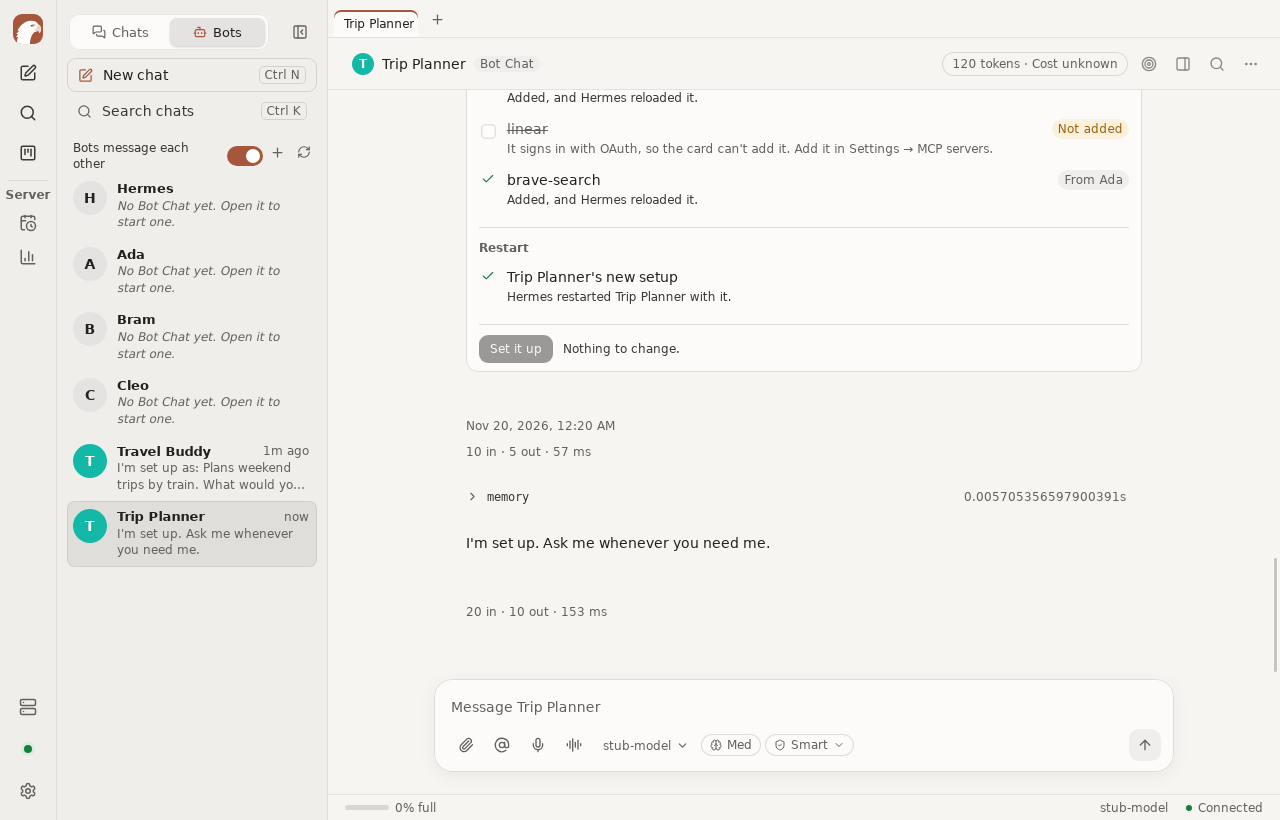 Chats
Bots
New chat
Ctrl N
Search chats
Ctrl K
Bots message each
other
Server
H
Hermes
No Bot Chat yet. Open it to
start one.
A
Ada
No Bot Chat yet. Open it to
start one.
B
Bram
No Bot Chat yet. Open it to
start one.
C
Cleo
No Bot Chat yet. Open it to
start one.
T
Travel Buddy
1m ago
I'm set up as: Plans weekend
trips by train. What would yo…
T
Trip Planner
now
I'm set up. Ask me whenever
you need me.
Trip Planner
T
Trip Planner
Bot Chat
120 tokens · Cost unknown
Added, and Hermes reloaded it.
linear
Not added
It signs in with OAuth, so the card can't add it. Add it in Settings → MCP servers.
brave-search
From Ada
Added, and Hermes reloaded it.
Restart
Trip Planner's new setup
Hermes restarted Trip Planner with it.
Set it up
Nothing to change.
Nov 20, 2026, 12:20 AM
10 in · 5 out · 57 ms
memory
0.005705356597900391s
I'm set up. Ask me whenever you need me.
20 in · 10 out · 153 ms
Message Trip Planner
stub-model
Med
Smart
0% full
stub-model
Connected